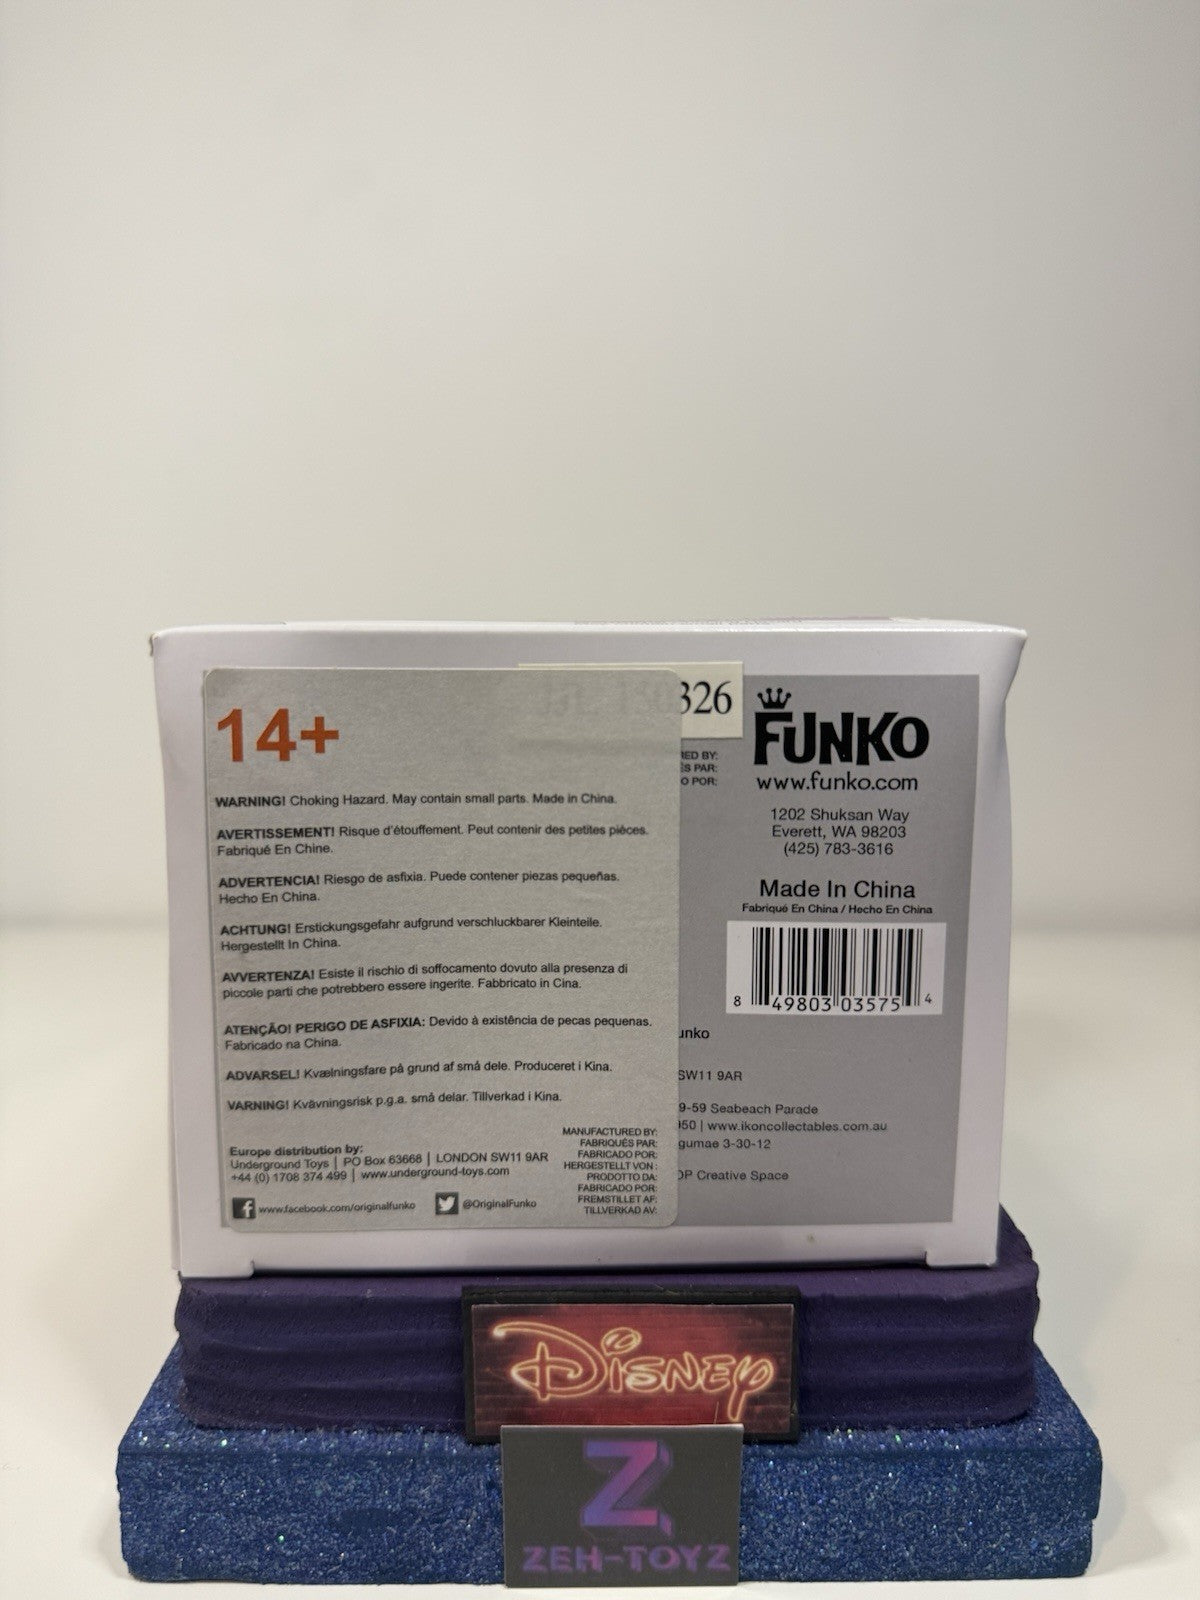 14+
WARNING! Choking Hazard. May contain small parts. Made in China.
AVERTISSEMENT! Risque d'étouffement. Peut contenir des petites pièces.
Fabriqué En Chine.
ADVERTENCIA! Riesgo de asfixia. Puede contener piezas pequeñas.
Hecho En China.
ACHTUNG! Erstickungsgefahr aufgrund verschluckbarer Kleinteile.
Hergestellt In China.
AVVERTENZA! Esiste il rischio di soffocamento dovuto alla presenza di
piccole parti che potrebbero essere ingerite. Fabbricato in Cina.
ATENÇÃO! PERIGO DE ASFIXIA: Devido à existência de pecas pequenas.
Fabricado na China.
ADVARSEL! Kvælningsfare på grund af små dele. Produceret i Kina.
VARNING! Kvävningsrisk p.g.a. små delar. Tillverkad i Kina.
Europe distribution by:
Underground Toys | PO Box 63668 | LONDON SW11 9AR
+44 (0) 1708 374 499 | www.underground-toys.com
www.facebook.com/originalfunko @OriginalFunko
MANUFACTURED BY:
FABRIQUÉS PAR:
FABRICADO POR:
HERGESTELLT VON :
PRODOTTO DA:
FABRICADO POR:
FREMSTILLET AF:
TILLVERKAD AV:
326
RED BY:
S PAR:
O POR:
FUNKO
www.funko.com
1202 Shuksan Way
Everett, WA 98203
(425) 783-3616
Made In China
Fabriqué En China / Hecho En China
8 49803 03575 4
unko
SW11 9AR
9-59 Seabeach Parade
950 | www.ikoncollectables.com.au
gumae 3-30-12
OP Creative Space
Disney
Z
ZEH-TOYZ